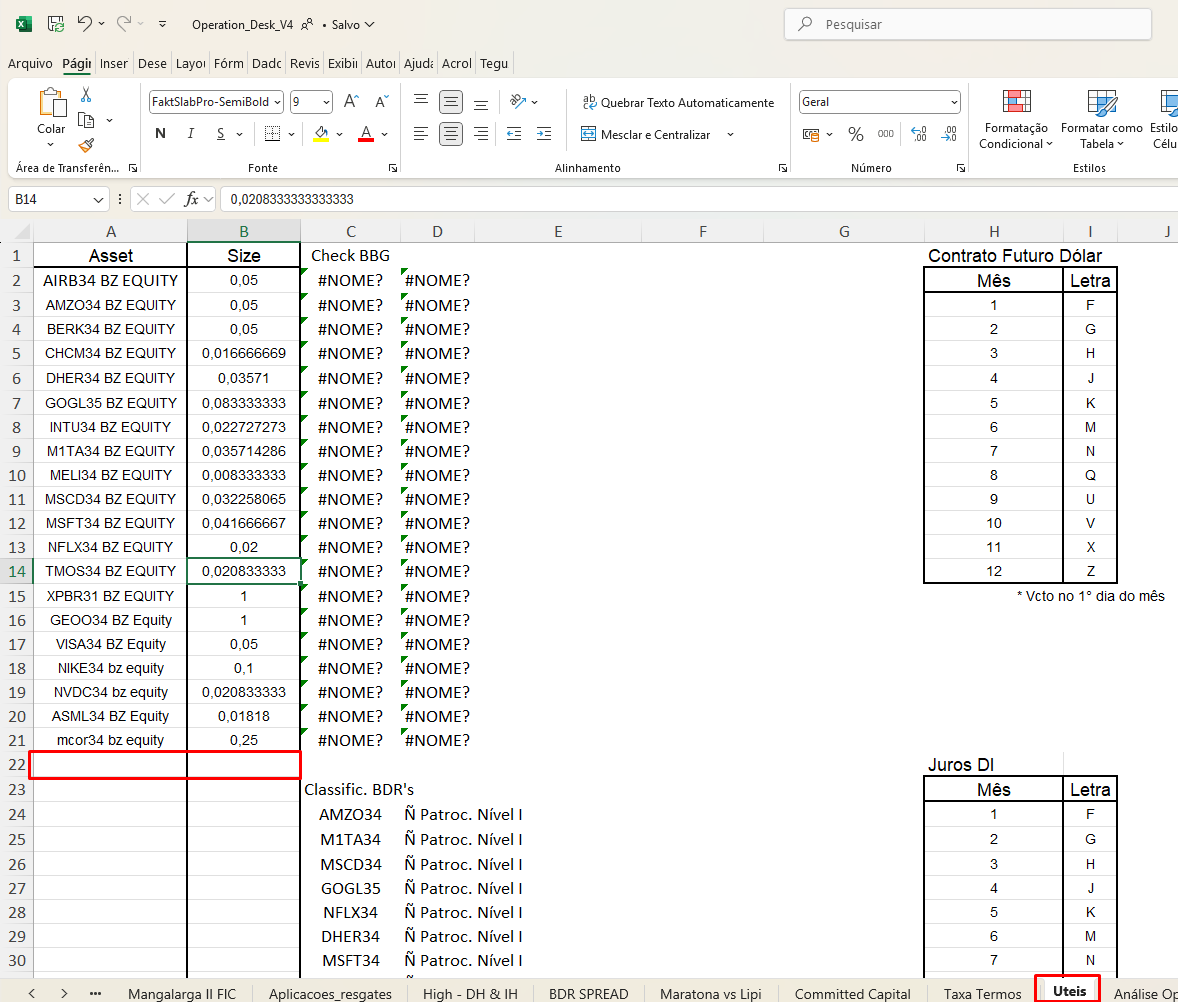 Operation_Desk_V4 • Salvo
Pesquisar
Arquivo Págir Inser Dese Layou Fórm Dadc Revis Exibiı Autor Ajuda Acrol Tegu
FaktSlabPro-SemiBold 9 A A
ab Quebrar Texto Automaticamente
Geral
Colar
N I S A
Mesclar e Centralizar
% 000
Formatação Condicional
Formatar como Tabela
Estilo Célu
Área de Transferên... Fonte Alinhamento Número Estilos
B14 fx 0,0208333333333333
A B C D E F G H I J
1 Asset Size Check BBG Contrato Futuro Dólar
2 AIRB34 BZ EQUITY 0,05 #NOME? #NOME? Mês Letra
3 AMZO34 BZ EQUITY 0,05 #NOME? #NOME? 1 F
4 BERK34 BZ EQUITY 0,05 #NOME? #NOME? 2 G
5 CHCM34 BZ EQUITY 0,016666669 #NOME? #NOME? 3 H
6 DHER34 BZ EQUITY 0,03571 #NOME? #NOME? 4 J
7 GOGL35 BZ EQUITY 0,083333333 #NOME? #NOME? 5 K
8 INTU34 BZ EQUITY 0,022727273 #NOME? #NOME? 6 M
9 M1TA34 BZ EQUITY 0,035714286 #NOME? #NOME? 7 N
10 MELI34 BZ EQUITY 0,008333333 #NOME? #NOME? 8 Q
11 MSCD34 BZ EQUITY 0,032258065 #NOME? #NOME? 9 U
12 MSFT34 BZ EQUITY 0,041666667 #NOME? #NOME? 10 V
13 NFLX34 BZ EQUITY 0,02 #NOME? #NOME? 11 X
14 TMOS34 BZ EQUITY 0,020833333 #NOME? #NOME? 12 Z
15 XPBR31 BZ EQUITY 1 #NOME? #NOME? * Vcto no 1° dia do mês
16 GEOO34 BZ Equity 1 #NOME? #NOME?
17 VISA34 BZ Equity 0,05 #NOME? #NOME?
18 NIKE34 bz equity 0,1 #NOME? #NOME?
19 NVDC34 bz equity 0,020833333 #NOME? #NOME?
20 ASML34 BZ Equity 0,01818 #NOME? #NOME?
21 mcor34 bz equity 0,25 #NOME? #NOME?
22 Juros DI
23 Classific. BDR's Mês Letra
24 AMZO34 Ñ Patroc. Nível I 1 F
25 M1TA34 Ñ Patroc. Nível I 2 G
26 MSCD34 Ñ Patroc. Nível I 3 H
27 GOGL35 Ñ Patroc. Nível I 4 J
28 NFLX34 Ñ Patroc. Nível I 5 K
29 DHER34 Ñ Patroc. Nível I 6 M
30 MSFT34 Ñ Patroc. Nível I 7 N
... Mangalarga II FIC Aplicacoes_resgates High - DH & IH BDR SPREAD Maratona vs Lipi Committed Capital Taxa Termos Uteis Análise Op